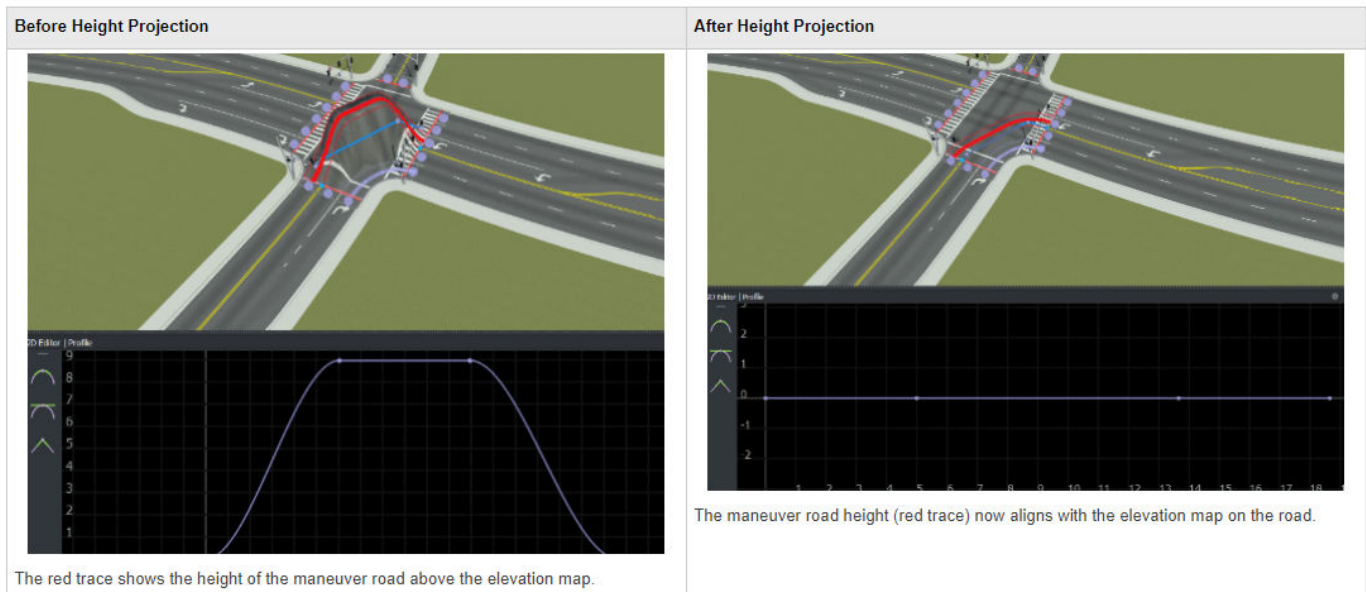 Before Height Projection
After Height Projection
2D Editor | Profile
9
8
7
6
5
4
3
2
1
The red trace shows the height of the maneuver road above the elevation map.
2D Editor | Profile
3
2
1
0
-1
-2
1 2 3 4 5 6 7 8 9 10 11 12 13 14 15 16 17 18
The maneuver road height (red trace) now aligns with the elevation map on the road.